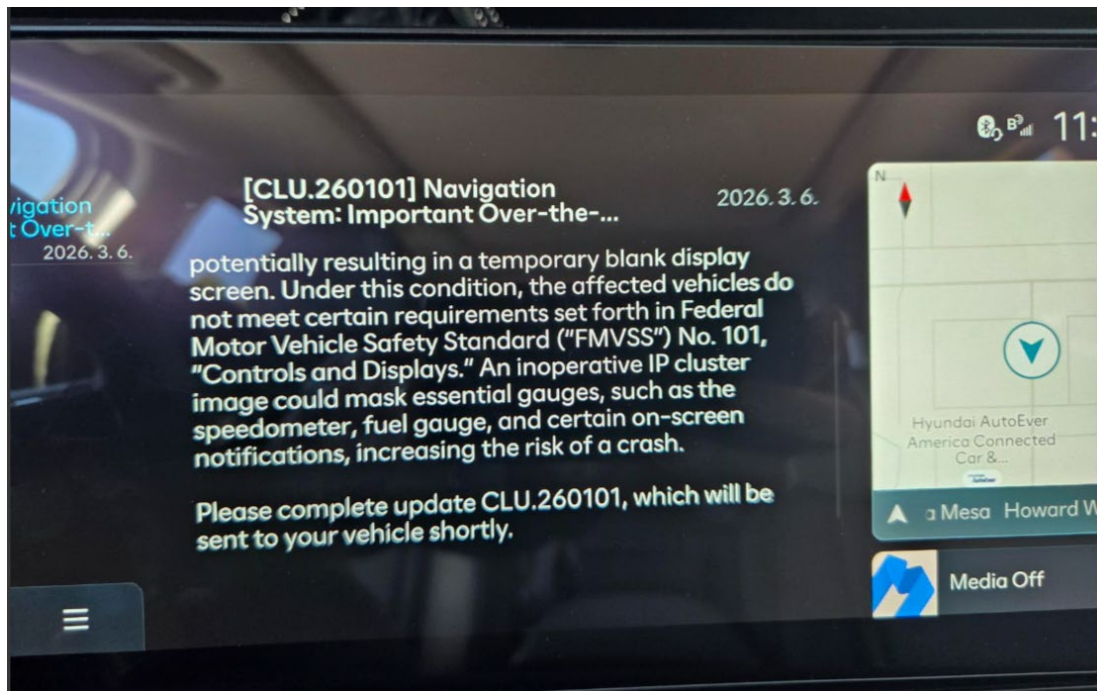 B
11:
vigation
t Over-t...
2026. 3. 6.
[CLU.260101] Navigation
System: Important Over-the-...
2026. 3. 6.
potentially resulting in a temporary blank display
screen. Under this condition, the affected vehicles do
not meet certain requirements set forth in Federal
Motor Vehicle Safety Standard ("FMVSS") No. 101,
"Controls and Displays." An inoperative IP cluster
image could mask essential gauges, such as the
speedometer, fuel gauge, and certain on-screen
notifications, increasing the risk of a crash.
Please complete update CLU.260101, which will be
sent to your vehicle shortly.
N
Hyundai AutoEver
America Connected
Car &...
a Mesa Howard W
Media Off